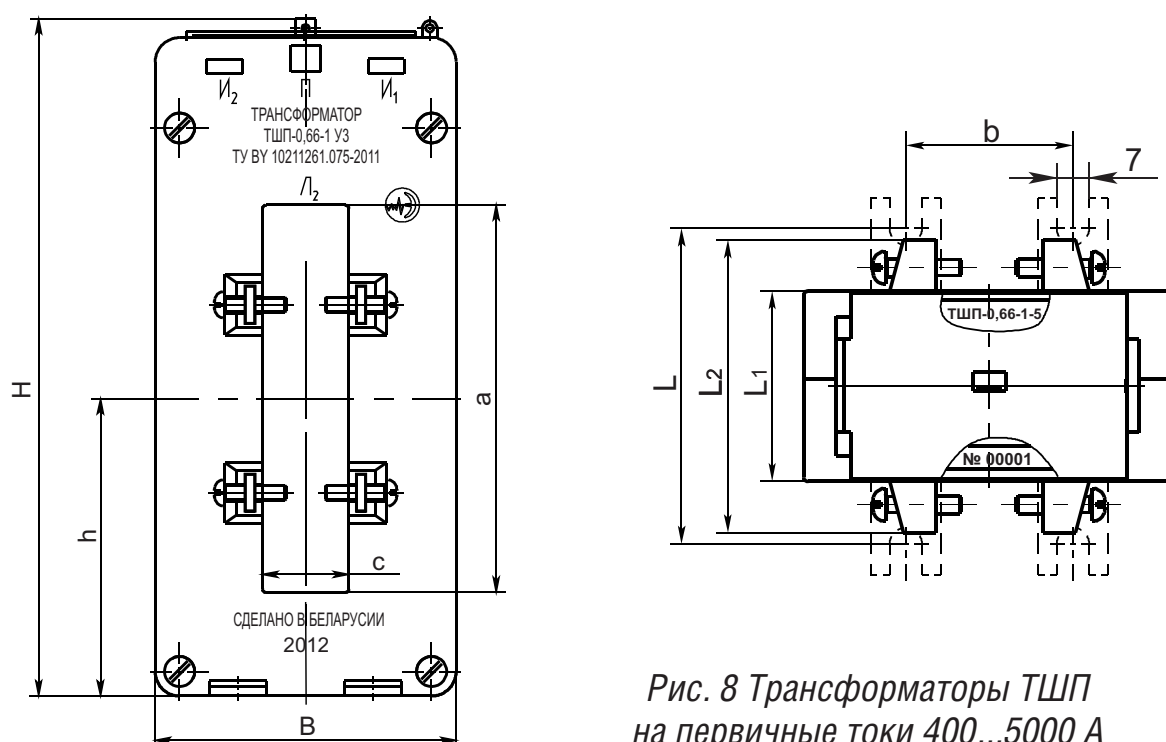 И₂ П И₁
ТРАНСФОРМАТОР
ТШП-0,66-1 У3
ТУ BY 10211261.075-2011
Л₂
H
h
a
c
B
СДЕЛАНО В БЕЛАРУСИИ
2012
b
7
L
L2
L1
ТШП-0,66-1-5
№ 00001
Рис. 8 Трансформаторы ТШП
на первичные токи 400...5000 А